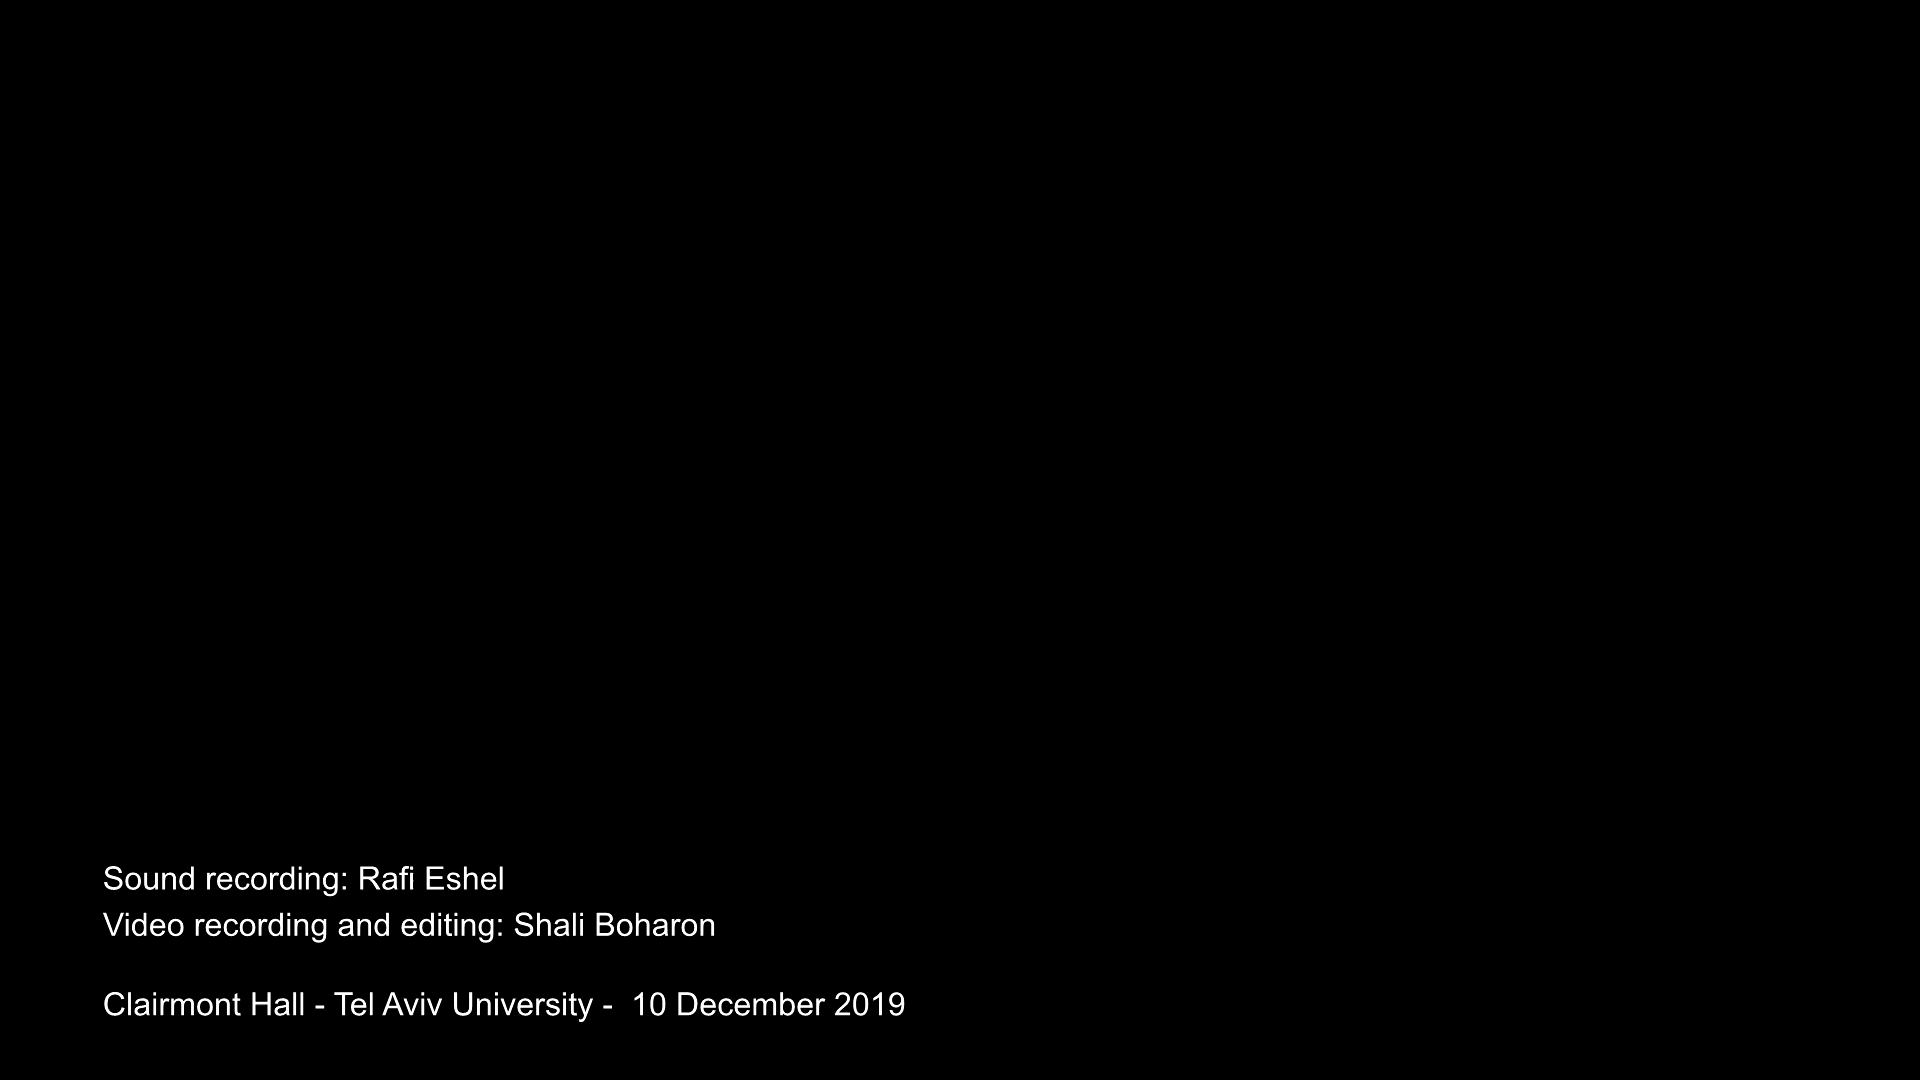 Sound recording: Rafi Eshel
Video recording and editing: Shali Boharon
Clairmont Hall - Tel Aviv University -  10 December 2019